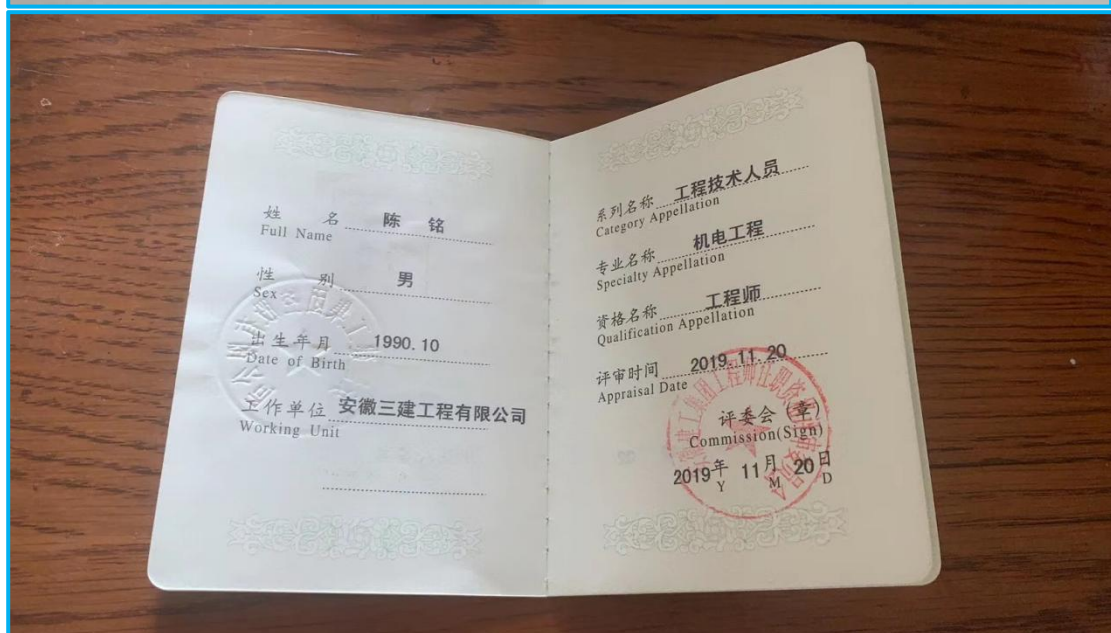 姓 名 陈 铭
Full Name
性 别 男
Sex
出生年月 1990.10
Date of Birth
工作单位 安徽三建工程有限公司
Working Unit
系列名称 工程技术人员
Category Appellation
专业名称 机电工程
Specialty Appellation
资格名称 工程师
Qualification Appellation
评审时间 2019.11.20
Appraisal Date
评委会(章)
Commission(Sign)
2019年 11月 20日
Y M D